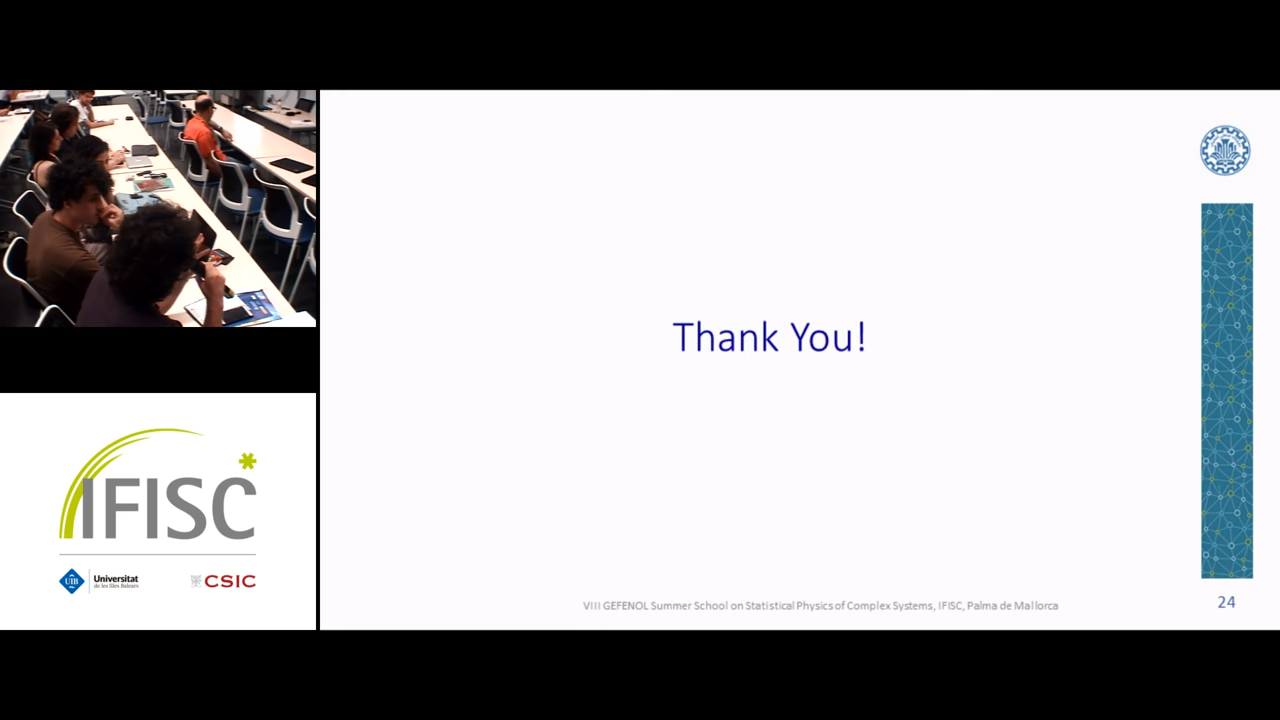 Thank You!
VIII GEFENOL Summer School on Statistical Physics of Complex Systems, IFISC, Palma de Mallorca
24
IFISC
UIB
Universitat
de les Illes Balears
CSIC